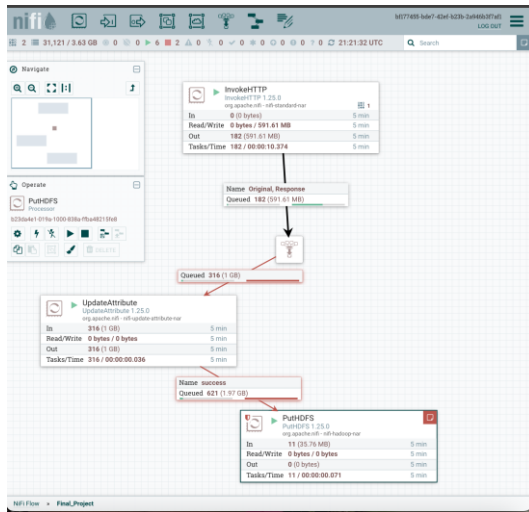 nifi
LOG OUT
2 31,121 / 3.63 GB 0 0 6 2 0 0 0 0 0 ? 0 21:21:32 UTC
Search
Navigate
Operate
PutHDFS
Processor
DELETE
InvokeHTTP
InvokeHTTP 1.25.0
org.apache.nifi - nifi-standard-nar
1
In 0 (0 bytes) 5 min
Read/Write 0 bytes / 591.61 MB 5 min
Out 182 (591.61 MB) 5 min
Tasks/Time 182 / 00:00:10.374 5 min
Name Original, Response
Queued 182 (591.61 MB)
Queued 316 (1 GB)
UpdateAttribute
UpdateAttribute 1.25.0
org.apache.nifi - nifi-update-attribute-nar
In 316 (1 GB) 5 min
Read/Write 0 bytes / 0 bytes 5 min
Out 316 (1 GB) 5 min
Tasks/Time 316 / 00:00:00.036 5 min
Name success
Queued 621 (1.97 GB)
PutHDFS
PutHDFS 1.25.0
org.apache.nifi - nifi-hadoop-nar
In 11 (35.76 MB) 5 min
Read/Write 0 bytes / 0 bytes 5 min
Out 0 (0 bytes) 5 min
Tasks/Time 11 / 00:00:00.071 5 min
NiFi Flow » Final_Project